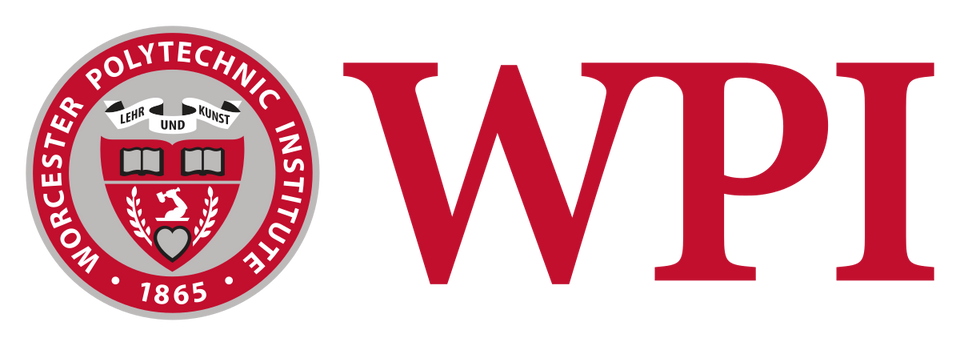 WORCESTER POLYTECHNIC INSTITUTE
LEHR UND KUNST
· 1865 ·
WPI